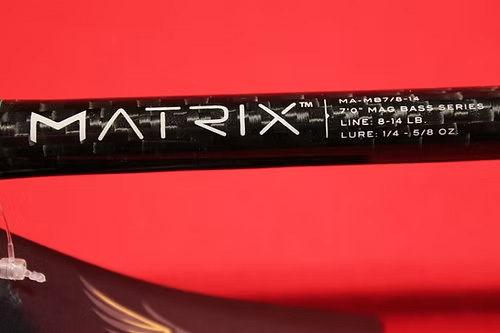 MATRIX™
MA-MB7/8-14
7'0" MAG BASS SERIES
LINE: 8-14 LB.
LURE: 1/4 - 5/8 OZ.